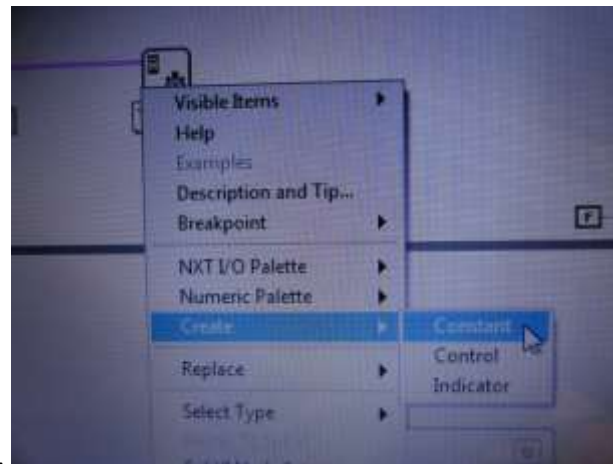 Visible Items
Help
Examples
Description and Tip...
Breakpoint
NXT I/O Palette
Numeric Palette
Create
Constant
Control
Indicator
Replace
Select Type
F